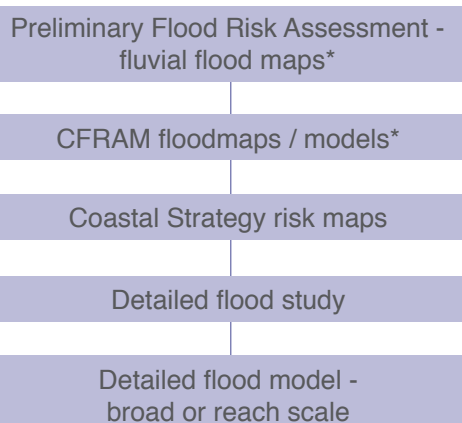 Preliminary Flood Risk Assessment -
fluvial flood maps*
CFRAM floodmaps / models*
Coastal Strategy risk maps
Detailed flood study
Detailed flood model -
broad or reach scale